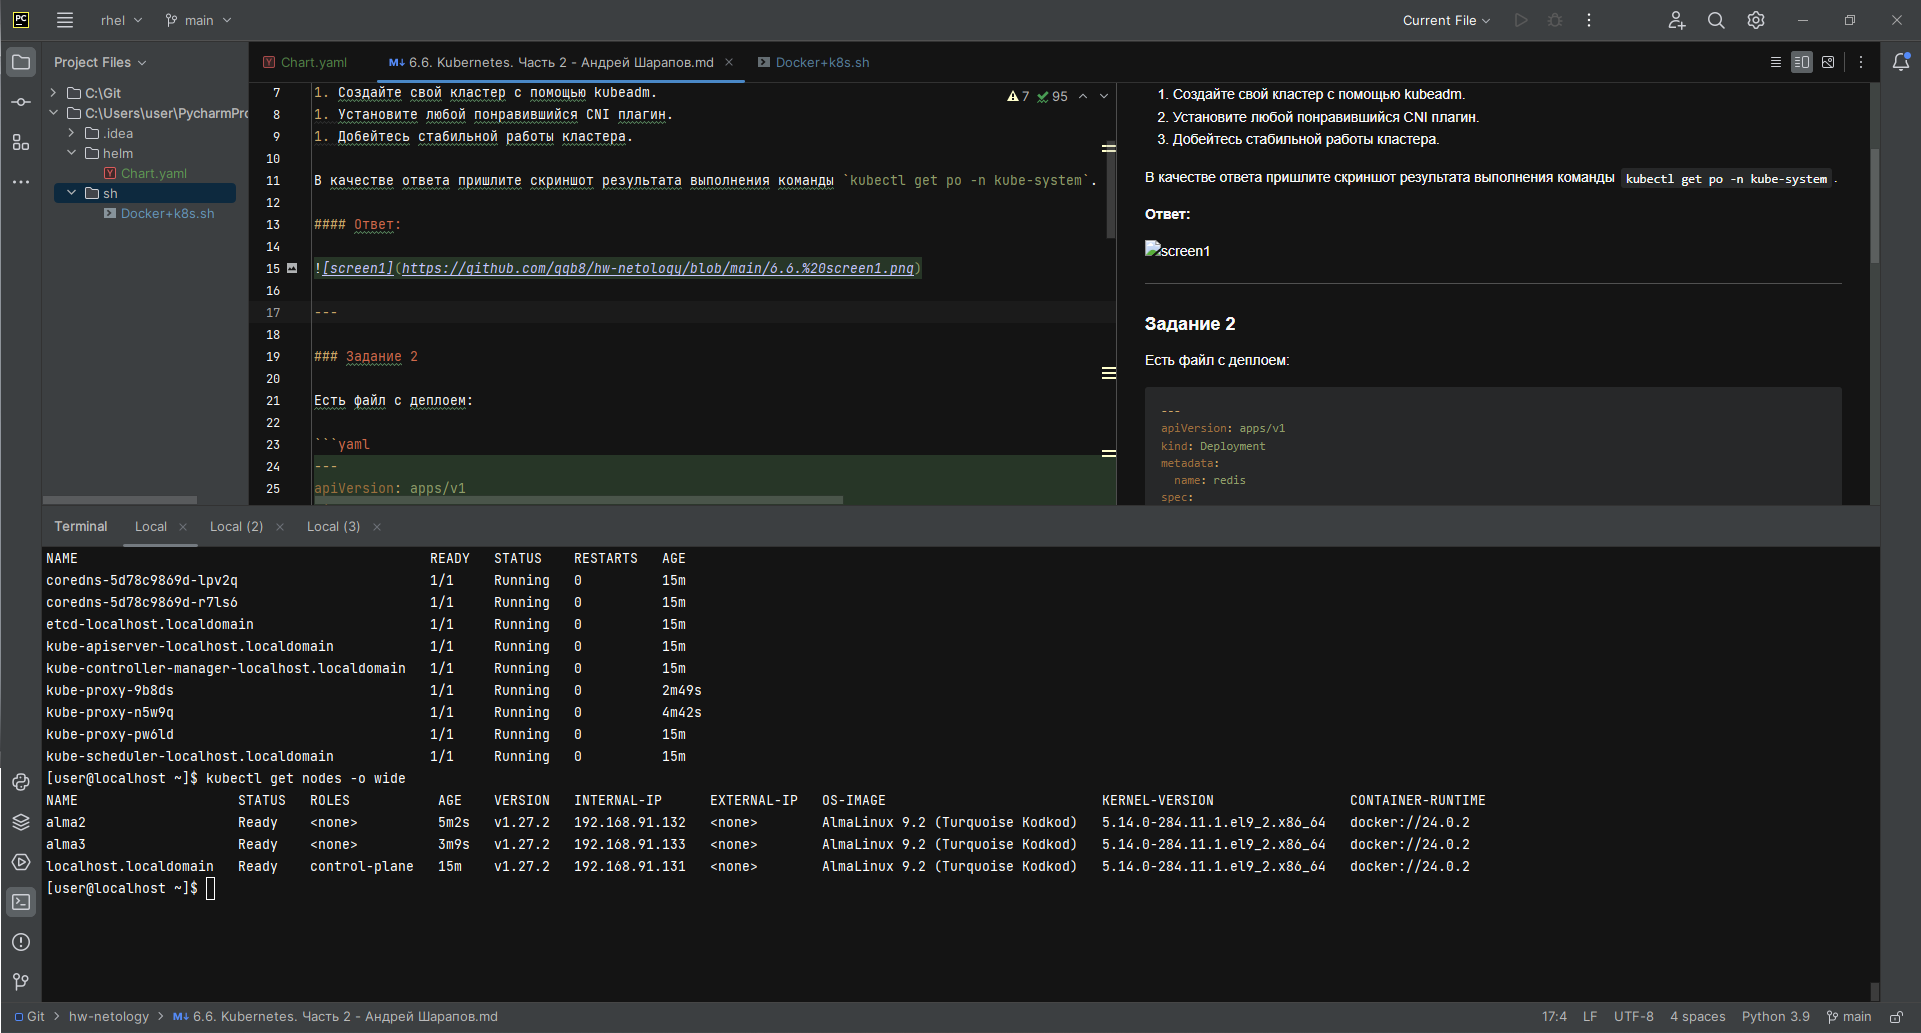 PC
rhel
main
Current File
Project Files
Chart.yaml
M↓ 6.6. Kubernetes. Часть 2 - Андрей Шарапов.md
Docker+k8s.sh
C:\Git
C:\Users\user\PycharmPro
.idea
helm
Chart.yaml
sh
Docker+k8s.sh
7 95
7 1. Создайте свой кластер с помощью kubeadm.
8 1. Установите любой понравившийся CNI плагин.
9 1. Добейтесь стабильной работы кластера.
10
11 В качестве ответа пришлите скриншот результата выполнения команды `kubectl get po -n kube-system`.
12
13 #### Ответ:
14
15 ![screen1](https://github.com/qqb8/hw-netology/blob/main/6.6.%20screen1.png)
16
17 ---
18
19 ### Задание 2
20
21 Есть файл с деплоем:
22
23 ```yaml
24 ---
25 apiVersion: apps/v1
1. Создайте свой кластер с помощью kubeadm.
2. Установите любой понравившийся CNI плагин.
3. Добейтесь стабильной работы кластера.
В качестве ответа пришлите скриншот результата выполнения команды kubectl get po -n kube-system .
Ответ:
screen1
Задание 2
Есть файл с деплоем:
---
apiVersion: apps/v1
kind: Deployment
metadata:
name: redis
spec:
Terminal Local Local (2) Local (3)
NAME READY STATUS RESTARTS AGE
coredns-5d78c9869d-lpv2q 1/1 Running 0 15m
coredns-5d78c9869d-r7ls6 1/1 Running 0 15m
etcd-localhost.localdomain 1/1 Running 0 15m
kube-apiserver-localhost.localdomain 1/1 Running 0 15m
kube-controller-manager-localhost.localdomain 1/1 Running 0 15m
kube-proxy-9b8ds 1/1 Running 0 2m49s
kube-proxy-n5w9q 1/1 Running 0 4m42s
kube-proxy-pw6ld 1/1 Running 0 15m
kube-scheduler-localhost.localdomain 1/1 Running 0 15m
[user@localhost ~]$ kubectl get nodes -o wide
NAME STATUS ROLES AGE VERSION INTERNAL-IP EXTERNAL-IP OS-IMAGE KERNEL-VERSION CONTAINER-RUNTIME
alma2 Ready <none> 5m2s v1.27.2 192.168.91.132 <none> AlmaLinux 9.2 (Turquoise Kodkod) 5.14.0-284.11.1.el9_2.x86_64 docker://24.0.2
alma3 Ready <none> 3m9s v1.27.2 192.168.91.133 <none> AlmaLinux 9.2 (Turquoise Kodkod) 5.14.0-284.11.1.el9_2.x86_64 docker://24.0.2
localhost.localdomain Ready control-plane 15m v1.27.2 192.168.91.131 <none> AlmaLinux 9.2 (Turquoise Kodkod) 5.14.0-284.11.1.el9_2.x86_64 docker://24.0.2
[user@localhost ~]$
Git > hw-netology > M↓ 6.6. Kubernetes. Часть 2 - Андрей Шарапов.md
17:4 LF UTF-8 4 spaces Python 3.9 main